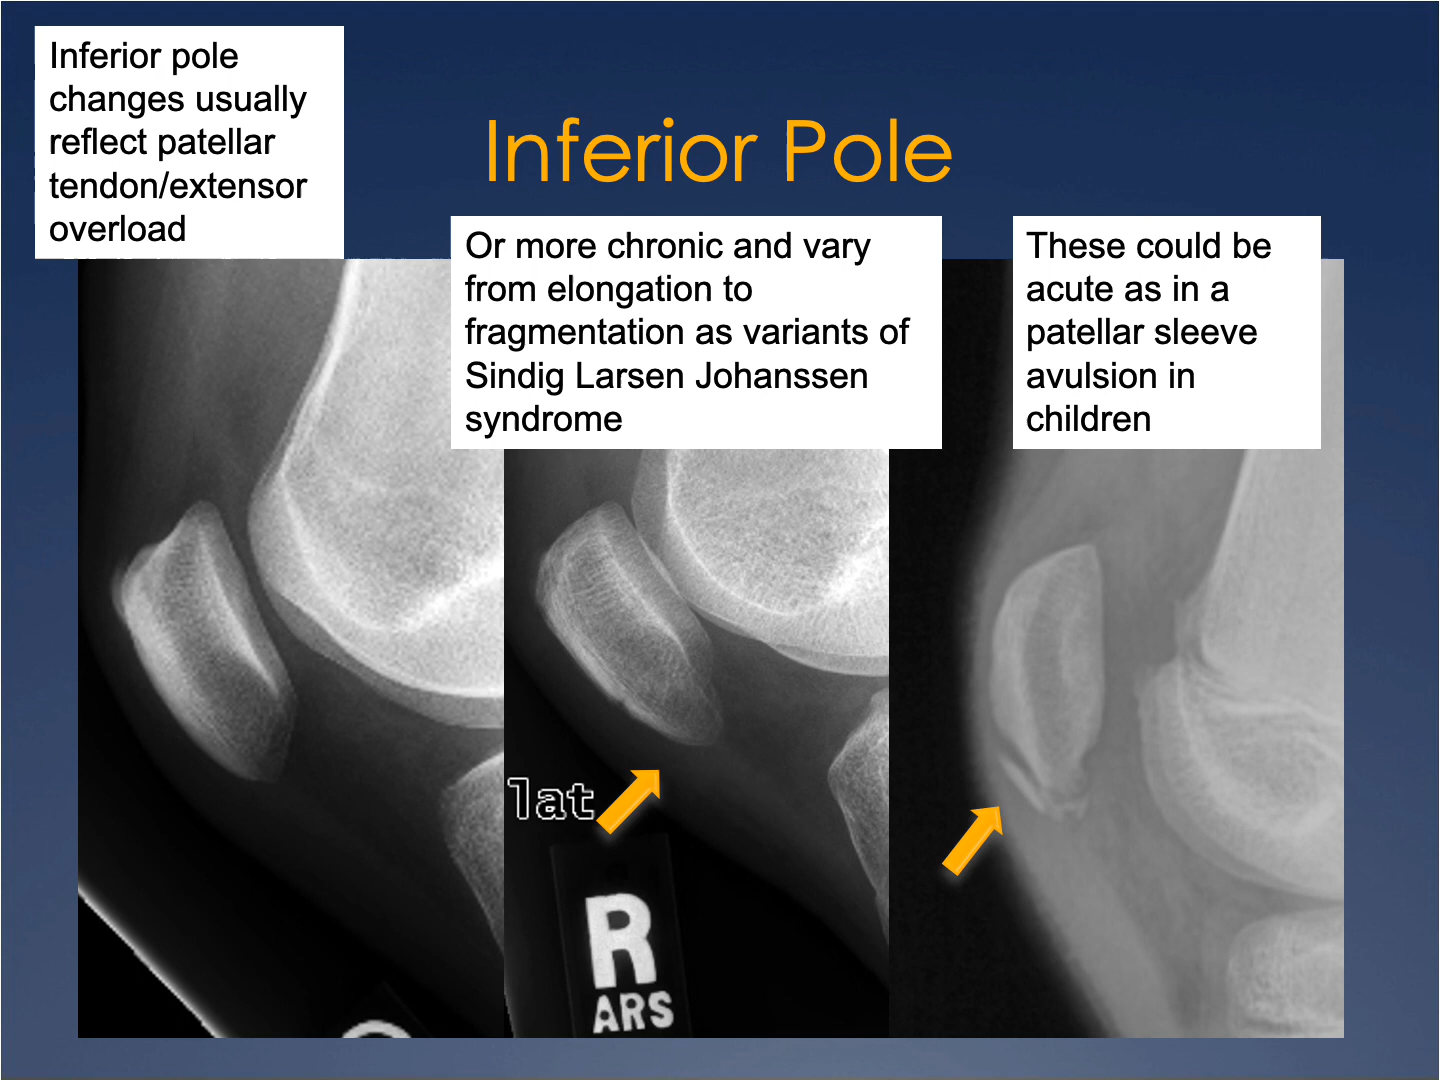 Inferior pole
changes usually
reflect patellar
tendon/extensor
overload
Inferior Pole
Or more chronic and vary
from elongation to
fragmentation as variants of
Sindig Larsen Johanssen
syndrome
These could be
acute as in a
patellar sleeve
avulsion in
children
lat
R
ARS